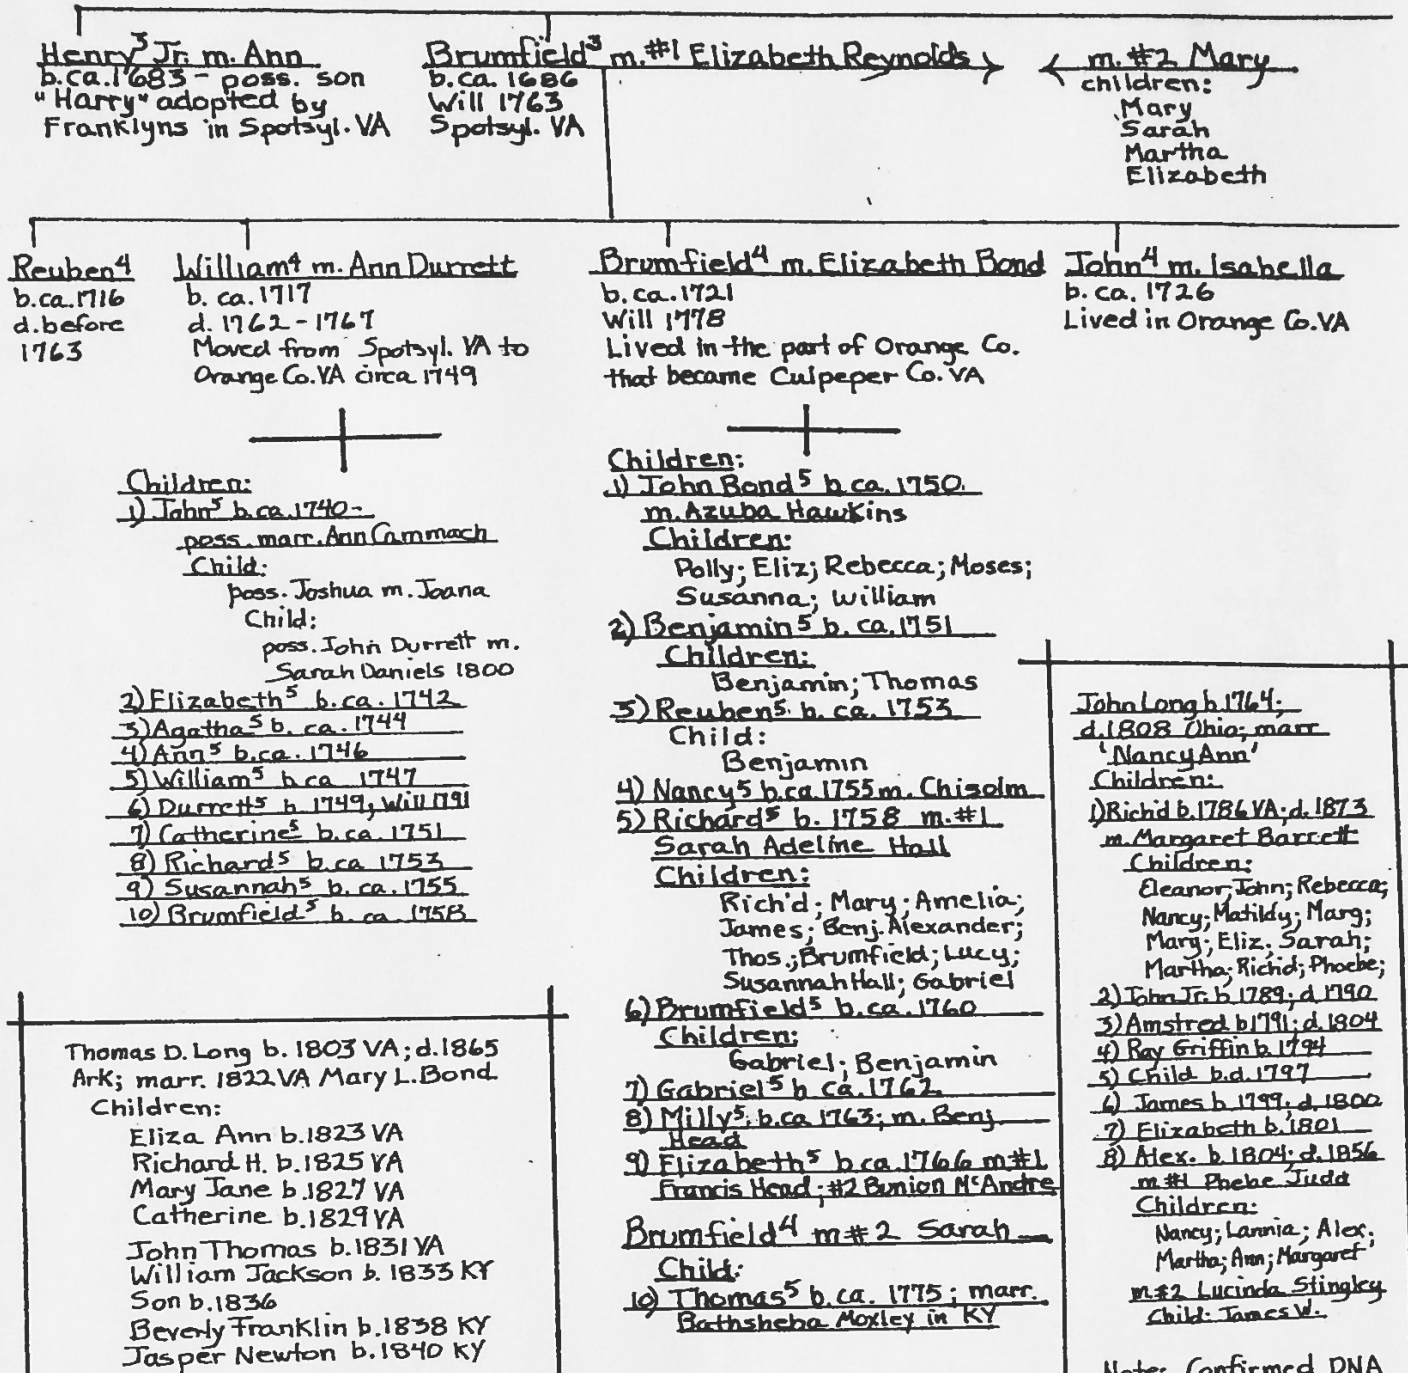 Henry³ Jr. m. Ann
b.ca.1683 - poss. son
"Harry" adopted by
Franklyns in Spotsyl. VA
Brumfield³ m. #1 Elizabeth Reynolds
b.ca. 1686
Will 1763
Spotsyl. VA
m. #2 Mary
children:
Mary
Sarah
Martha
Elizabeth
Reuben⁴
b.ca.1716
d. before
1763
William⁴ m. Ann Durrett
b. ca. 1717
d. 1762 - 1767
Moved from Spotsyl. VA to
Orange Co. VA circa 1749
Brumfield⁴ m. Elizabeth Bond
b. ca. 1721
Will 1778
Lived in the part of Orange Co.
that became Culpeper Co. VA
John⁴ m. Isabella
b. ca. 1726
Lived in Orange Co. VA
Children:
1) John⁵ b.ca.1740-
poss. marr. Ann Cammach
Child:
poss. Joshua m. Joana
Child:
poss. John Durrett m.
Sarah Daniels 1800
2) Elizabeth⁵ b.ca. 1742
3) Agatha⁵ b. ca. 1744
4) Ann⁵ b.ca. 1746
5) William⁵ b.ca 1747
6) Durrett⁵ b. 1749; Will 1791
7) Catherine⁵ b.ca. 1751
8) Richard⁵ b.ca 1753
9) Susannah⁵ b. ca. 1755
10) Brumfield⁵ b. ca. 1758
Thomas D. Long b. 1803 VA; d.1865
Ark; marr. 1822 VA Mary L. Bond
Children:
Eliza Ann b.1823 VA
Richard H. b.1825 VA
Mary Jane b.1827 VA
Catherine b.1829 VA
John Thomas b.1831 VA
William Jackson b. 1833 KY
Son b.1836
Beverly Franklin b.1838 KY
Jasper Newton b.1840 KY
Children:
1) John Bond⁵ b.ca. 1750
m. Azuba Hawkins
Children:
Polly; Eliz; Rebecca; Moses;
Susanna; William
2) Benjamin⁵ b. ca. 1751
Children:
Benjamin; Thomas
3) Reuben⁵ b. ca. 1753
Child:
Benjamin
4) Nancy⁵ b.ca. 1755 m. Chisolm
5) Richard⁵ b. 1758 m. #1
Sarah Adeline Hall
Children:
Rich'd; Mary; Amelia;
James; Benj. Alexander;
Thos.; Brumfield; Lucy;
Susannah Hall; Gabriel
6) Brumfield⁵ b. ca. 1760
Children:
Gabriel; Benjamin
7) Gabriel⁵ b. ca. 1762
8) Milly⁵ b.ca 1763; m. Benj
Head
9) Elizabeth⁵ b.ca. 1766 m#1
Francis Head; #2 Bunion McAndre
Brumfield⁴ m #2 Sarah
Child:
10) Thomas⁵ b. ca. 1775; marr.
Bathsheba Moxley in KY
John Long b. 1764;
d.1808 Ohio; marr
'Nancy Ann'
Children:
1) Rich'd b.1786 VA; d. 1873
m. Margaret Barrett
Children:
Eleanor; John; Rebecca;
Nancy; Matildy; Marg;
Mary; Eliz. Sarah;
Martha; Rich'd; Phoebe;
2) John Jr. b. 1789; d. 1790
3) Amstred b 1791; d. 1804
4) Ray Griffin b. 1794
5) Child b.d. 1797
6) James b. 1799; d. 1800
7) Elizabeth b. 1801
8) Alex. b. 1804; d. 1856
m #1 Phebe Judd
Children:
Nancy; Lannia; Alex;
Martha; Ann; Margaret
m #2 Lucinda Stingley
Child: James W.
Note: Confirmed DNA